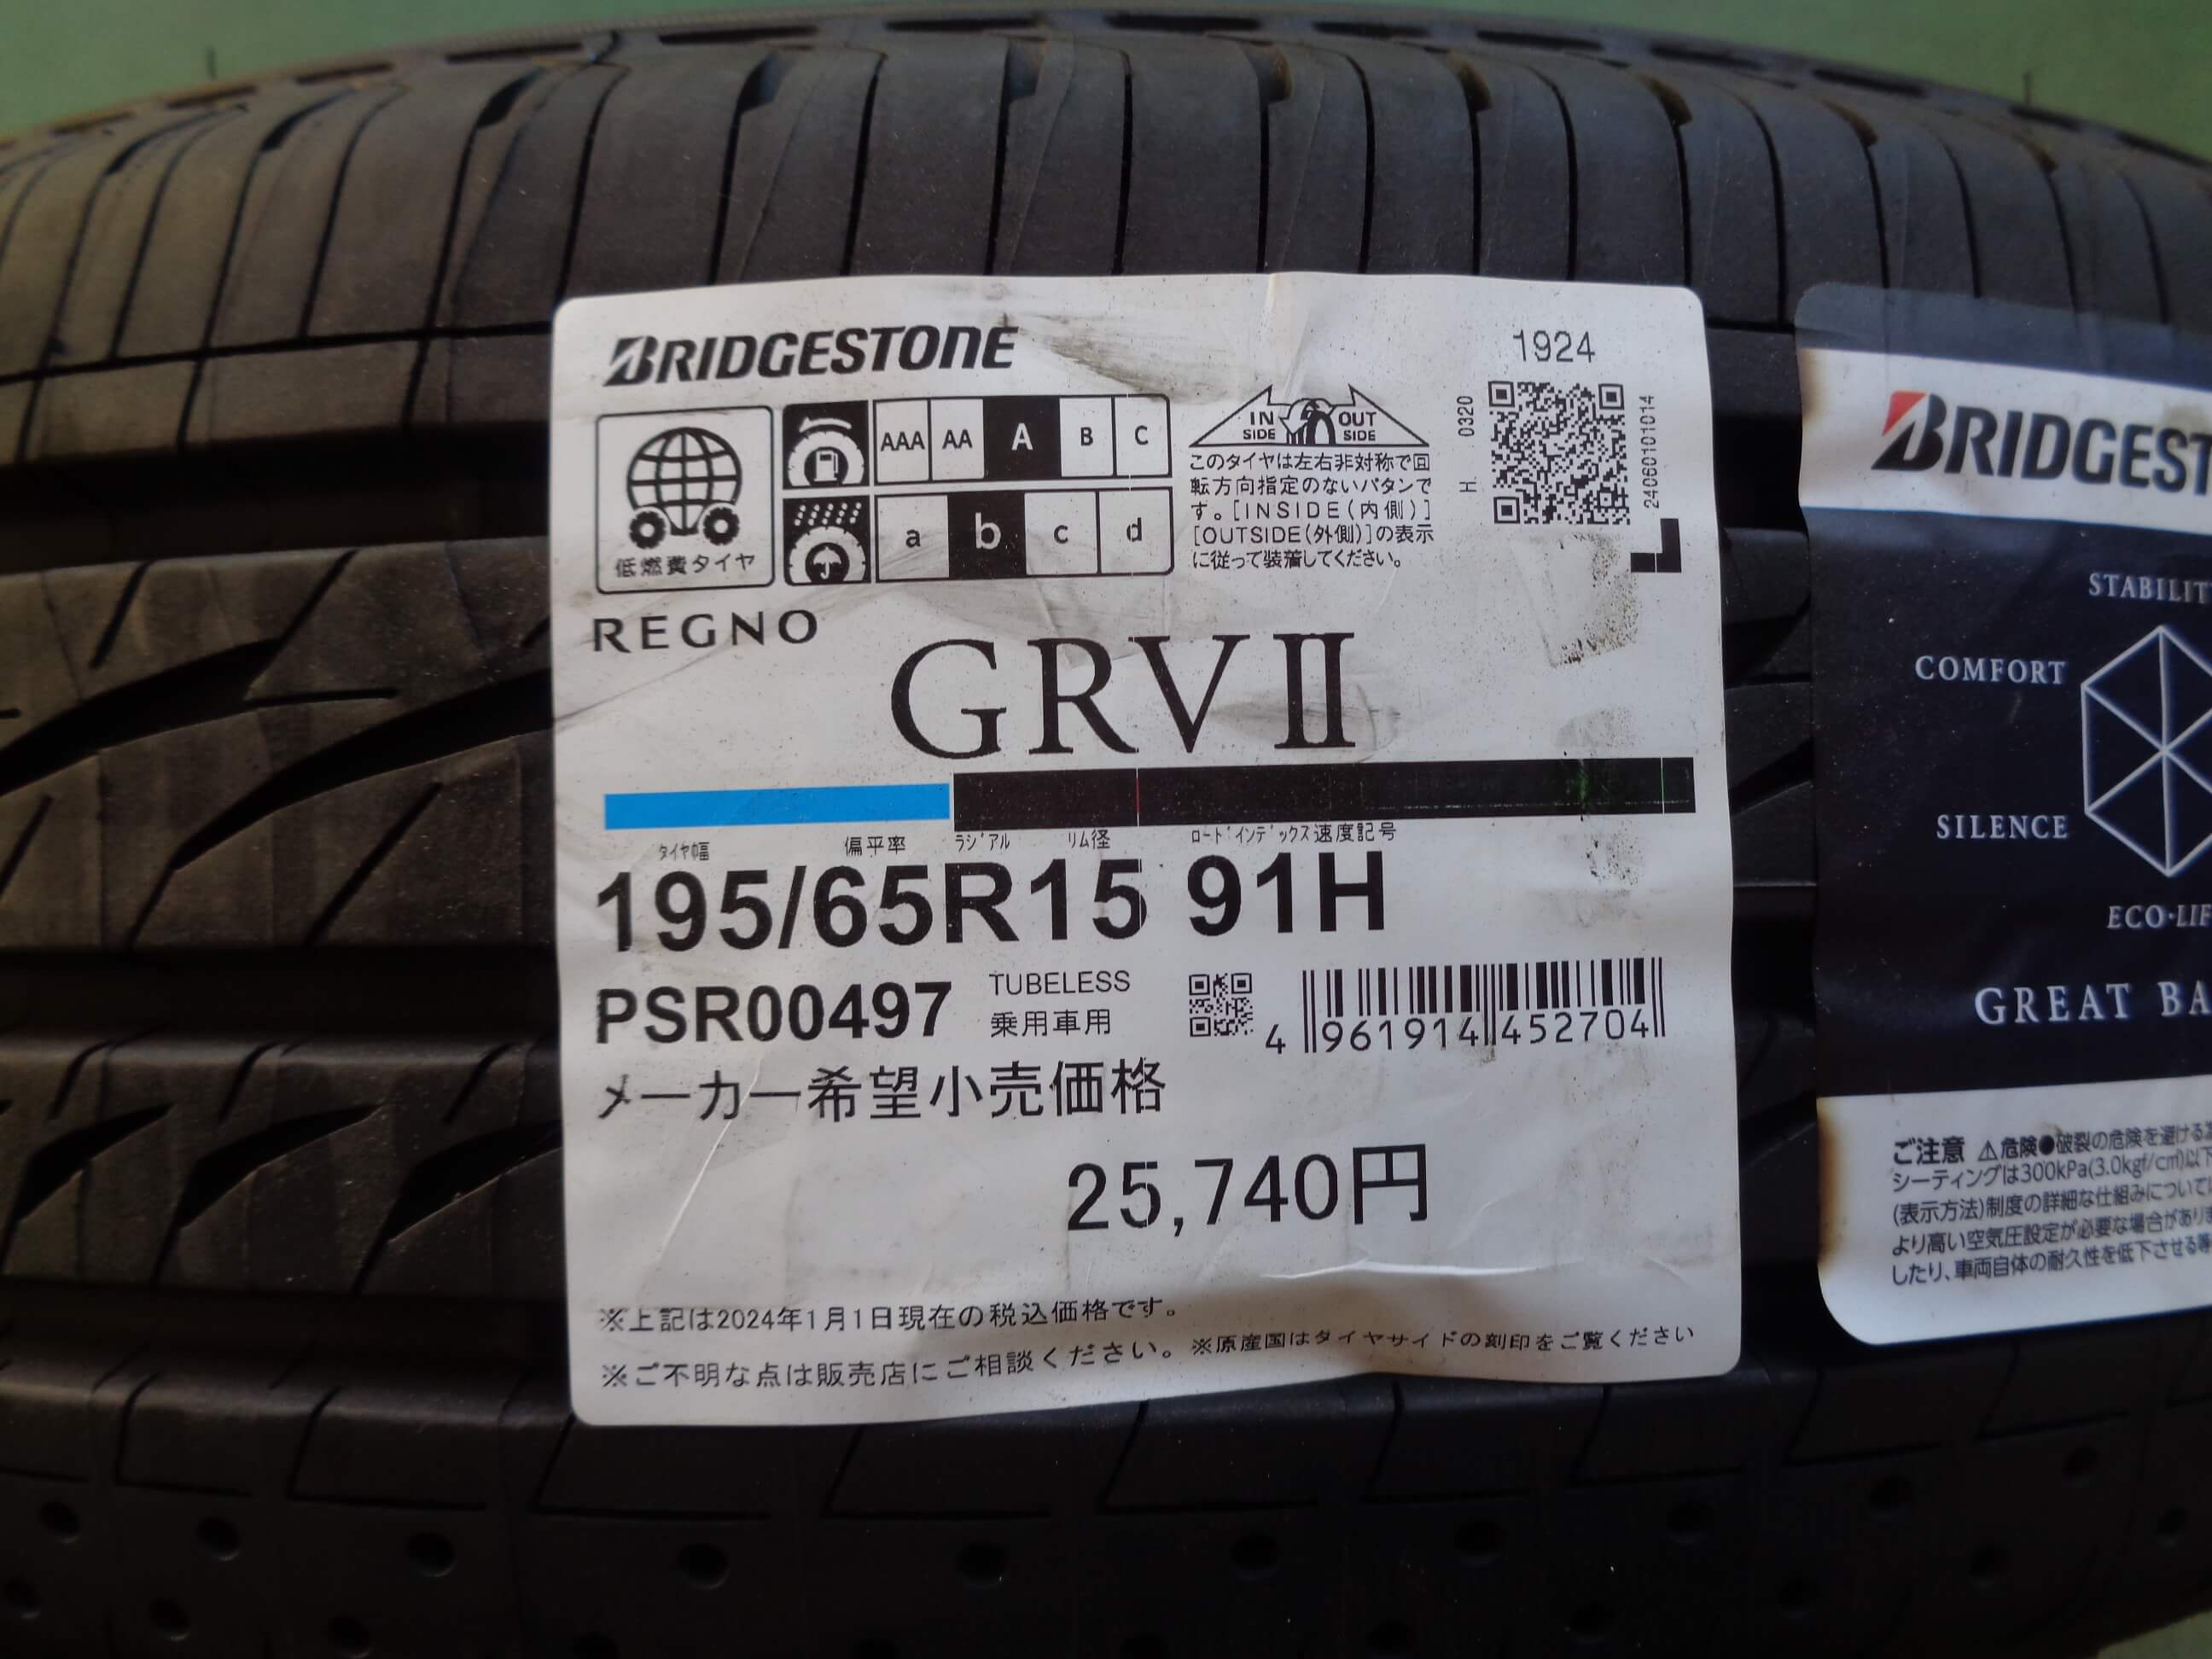 BRIDGESTONE
1924
AAA AA A B C
a b c d
低燃費タイヤ
IN SIDE
OUT SIDE
このタイヤは左右非対称で回
転方向指定のないパタンで
す。[INSIDE(内側)]
[OUTSIDE(外側)]の表示
に従って装着してください。
H 0320
24060101014
L
REGNO
GRVⅡ
タイヤ幅 偏平率 ラジアル リム径 ロードインデックス速度記号
195/65R15 91H
PSR00497
TUBELESS
乗用車用
4 961914 452704
メーカー希望小売価格
25,740円
※上記は2024年1月1日現在の税込価格です。
※ご不明な点は販売店にご相談ください。※原産国はタイヤサイドの刻印をご覧ください
BRIDGEST
STABILIT
COMFORT
SILENCE
ECO・LIF
GREAT BA
ご注意 ⚠危険●破裂の危険を避ける
シーティングは300kPa(3.0kgf/c㎡)以下
(表示方法)制度の詳細な仕組みについて
より高い空気圧設定が必要な場合があり
したり、車両自体の耐久性を低下させる等